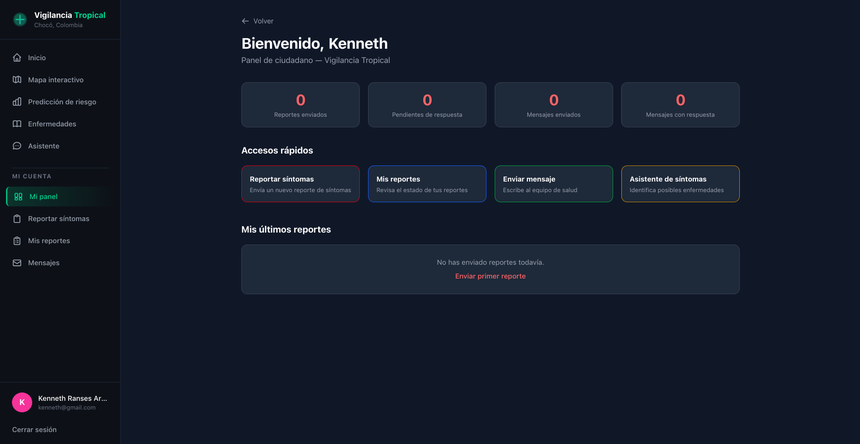 Vigilancia Tropical
Chocó, Colombia
Inicio
Mapa interactivo
Predicción de riesgo
Enfermedades
Asistente
MI CUENTA
Mi panel
Reportar síntomas
Mis reportes
Mensajes
K
Kenneth Ranses Ar...
kenneth@gmail.com
Cerrar sesión
← Volver
Bienvenido, Kenneth
Panel de ciudadano — Vigilancia Tropical
0
Reportes enviados
0
Pendientes de respuesta
0
Mensajes enviados
0
Mensajes con respuesta
Accesos rápidos
Reportar síntomas
Envía un nuevo reporte de síntomas
Mis reportes
Revisa el estado de tus reportes
Enviar mensaje
Escribe al equipo de salud
Asistente de síntomas
Identifica posibles enfermedades
Mis últimos reportes
No has enviado reportes todavía.
Enviar primer reporte